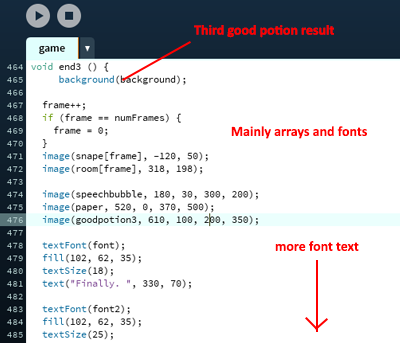 game
Third good potion result
464 void end3 () {
465 background(background);
466
467 frame++;
468 if (frame == numFrames) {
469 frame = 0;
470 }
Mainly arrays and fonts
471 image(snape[frame], -120, 50);
472 image(room[frame], 318, 198);
473
474 image(speechbubble, 180, 30, 300, 200);
475 image(paper, 520, 0, 370, 500);
476 image(goodpotion3, 610, 100, 200, 350);
477
more font text
478 textFont(font);
479 fill(102, 62, 35);
480 textSize(18);
481 text("Finally. ", 330, 70);
482
483 textFont(font2);
484 fill(102, 62, 35);
485 textSize(25);